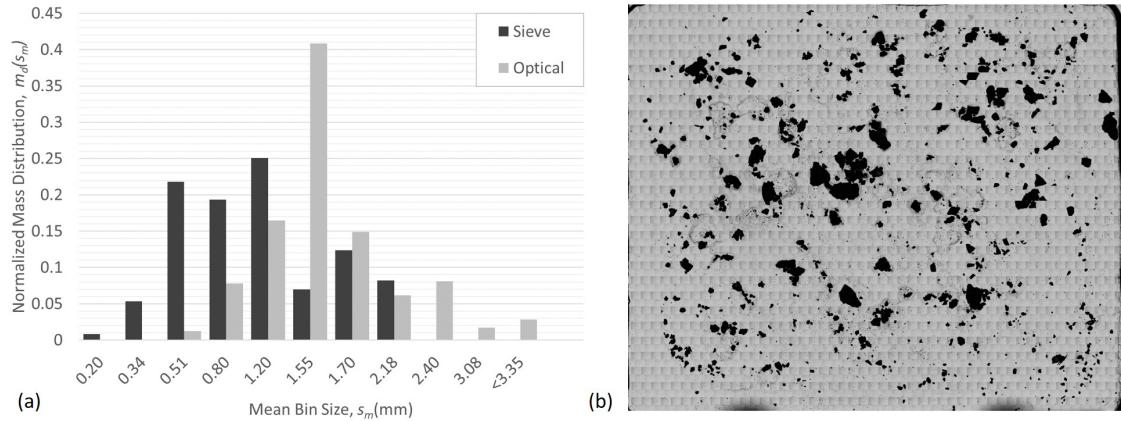 0.45
0.4
0.35
0.3
0.25
0.2
0.15
0.1
0.05
0
Normalized Mass Distribution, m_d(s_m)
Sieve
Optical
0.20 0.34 0.51 0.80 1.20 1.55 1.70 2.18 2.40 3.08 <3.35
Mean Bin Size, s_m(mm)
(a)
(b)